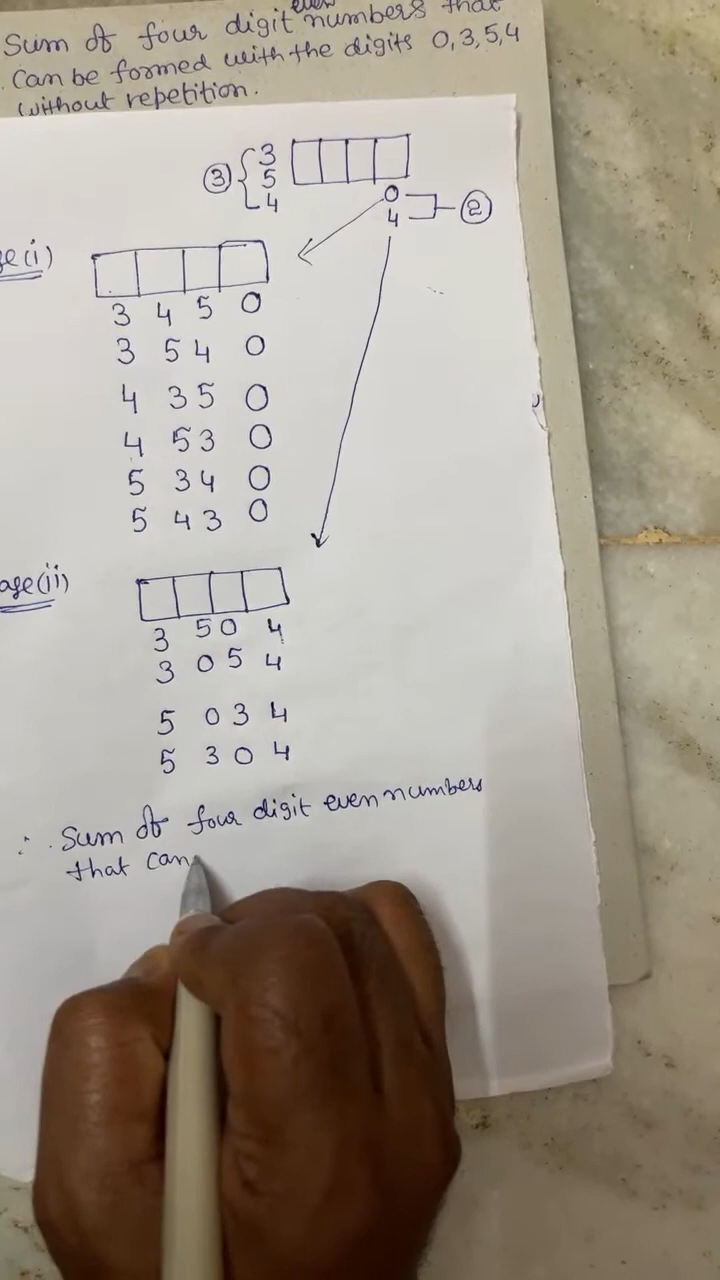 even
Sum of four digit numbers that
can be formed with the digits 0,3,5,4
without repetition.
③ { 3
5
4
0
4 ② 
(i)
3 4 5 0
3 5 4 0
4 3 5 0
4 5 3 0
5 3 4 0
5 4 3 0
(ii)
3 5 0 4
3 0 5 4
5 0 3 4
5 3 0 4
∴ Sum of four digit even numbers
that can